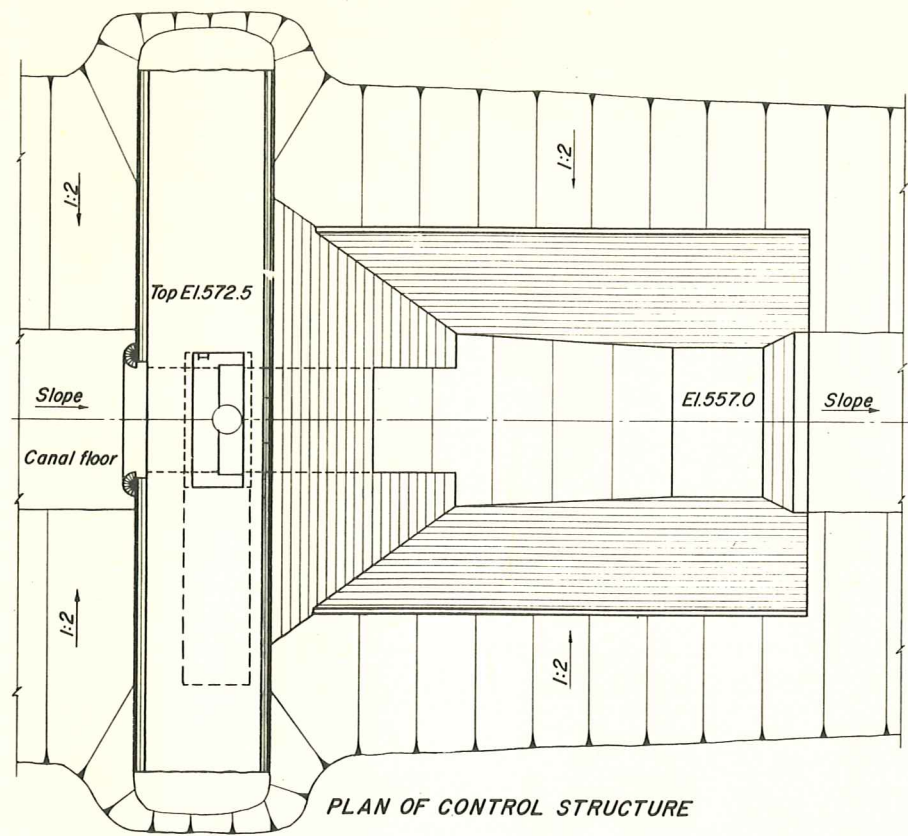 1:2
1:2
Top El.572.5
Slope
El.557.0
Slope
Canal floor
1:2
1:2
PLAN OF CONTROL STRUCTURE